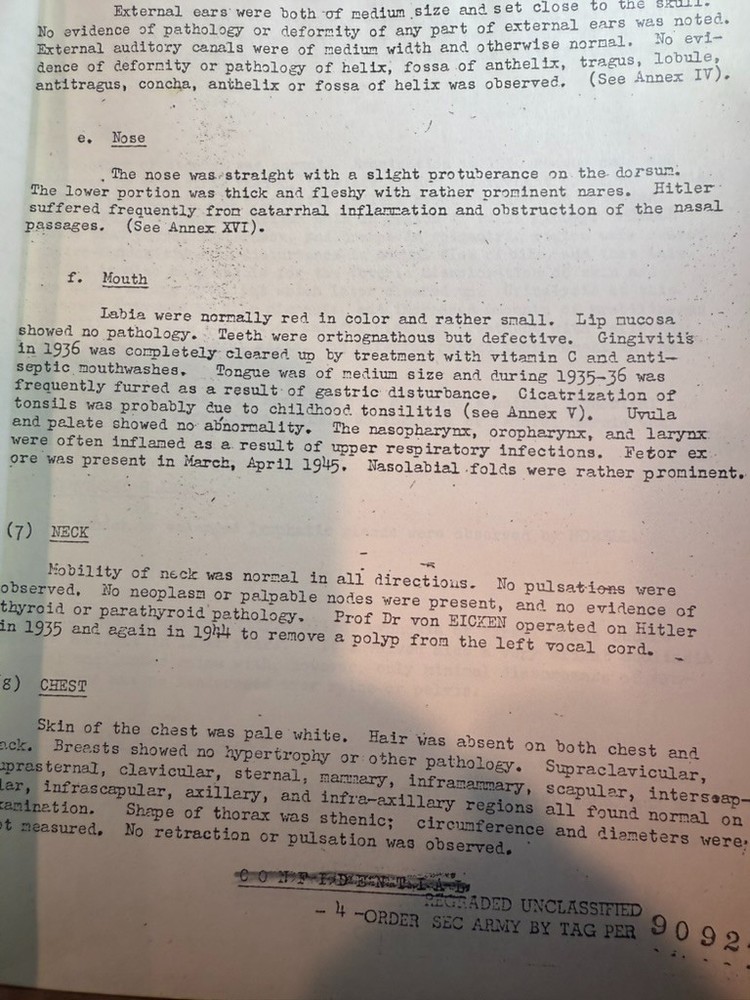 External ears were both of medium size and set close to the skull.
No evidence of pathology or deformity of any part of external ears was noted.
External auditory canals were of medium width and otherwise normal. No evi-
dence of deformity or pathology of helix, fossa of anthelix, tragus, lobule,
antitragus, concha, anthelix or fossa of helix was observed. (See Annex IV).
e. Nose
The nose was straight with a slight protuberance on the dorsum.
The lower portion was thick and fleshy with rather prominent nares. Hitler
suffered frequently from catarrhal inflammation and obstruction of the nasal
passages. (See Annex XVI).
f. Mouth
Labia were normally red in color and rather small. Lip mucosa
showed no pathology. Teeth were orthognathous but defective. Gingivitis
in 1936 was completely cleared up by treatment with vitamin C and anti-
septic mouthwashes. Tongue was of medium size and during 1935-36 was
frequently furred as a result of gastric disturbance. Cicatrization of
tonsils was probably due to childhood tonsilitis (see Annex V). Uvula
and palate showed no abnormality. The nasopharynx, oropharynx, and larynx
were often inflamed as a result of upper respiratory infections. Fetor ex
ore was present in March, April 1945. Nasolabial folds were rather prominent.
(7) NECK
Mobility of neck was normal in all directions. No pulsations were
observed. No neoplasm or palpable nodes were present, and no evidence of
thyroid or parathyroid pathology. Prof Dr von EICKEN operated on Hitler
in 1935 and again in 1944 to remove a polyp from the left vocal cord.
8) CHEST
Skin of the chest was pale white. Hair was absent on both chest and
ack. Breasts showed no hypertrophy or other pathology. Supraclavicular,
uprasternal, clavicular, sternal, mammary, inframammary, scapular, interscap-
lar, infrascapular, axillary, and infra-axillary regions all found normal on
xamination. Shape of thorax was sthenic; circumference and diameters were
ot measured. No retraction or pulsation was observed.
CONFIDENTIAL
REGRADED UNCLASSIFIED
- 4 - ORDER SEC ARMY BY TAG PER 9092